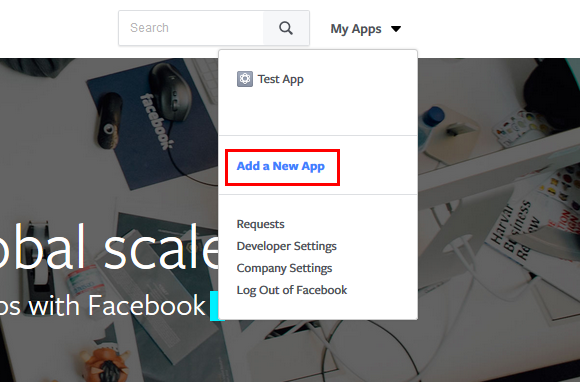 Search
My Apps
Test App
Add a New App
Requests
Developer Settings
Company Settings
Log Out of Facebook
obal scale
ps with Facebook
facebook
Harvard
Business
Review